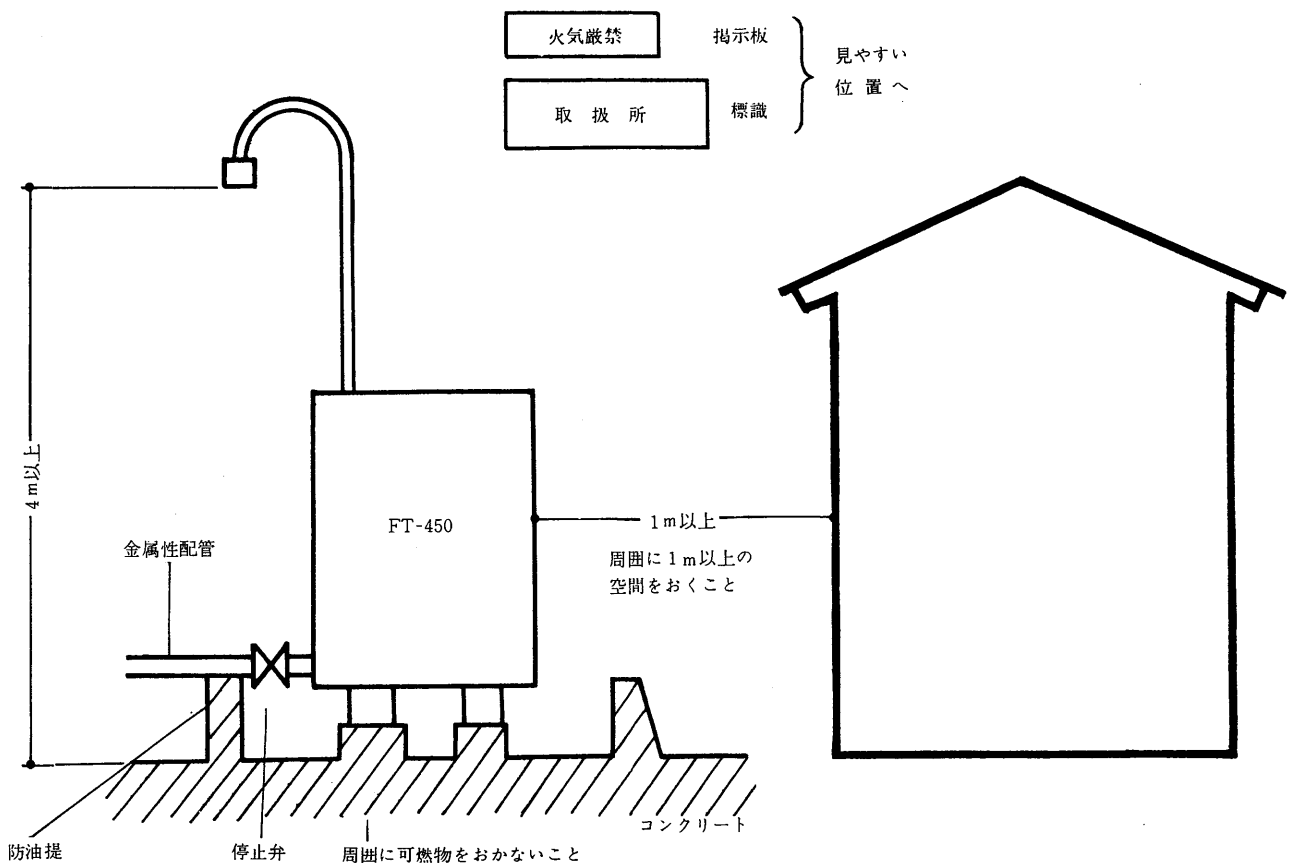 火気厳禁
掲示板
見やすい
位置へ
取扱所
標識
4m以上
FT-450
1m以上
周囲に1m以上の
空間をおくこと
金属性配管
コンクリート
防油提
停止弁
周囲に可燃物をおかないこと